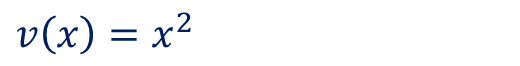 v(x) = x²